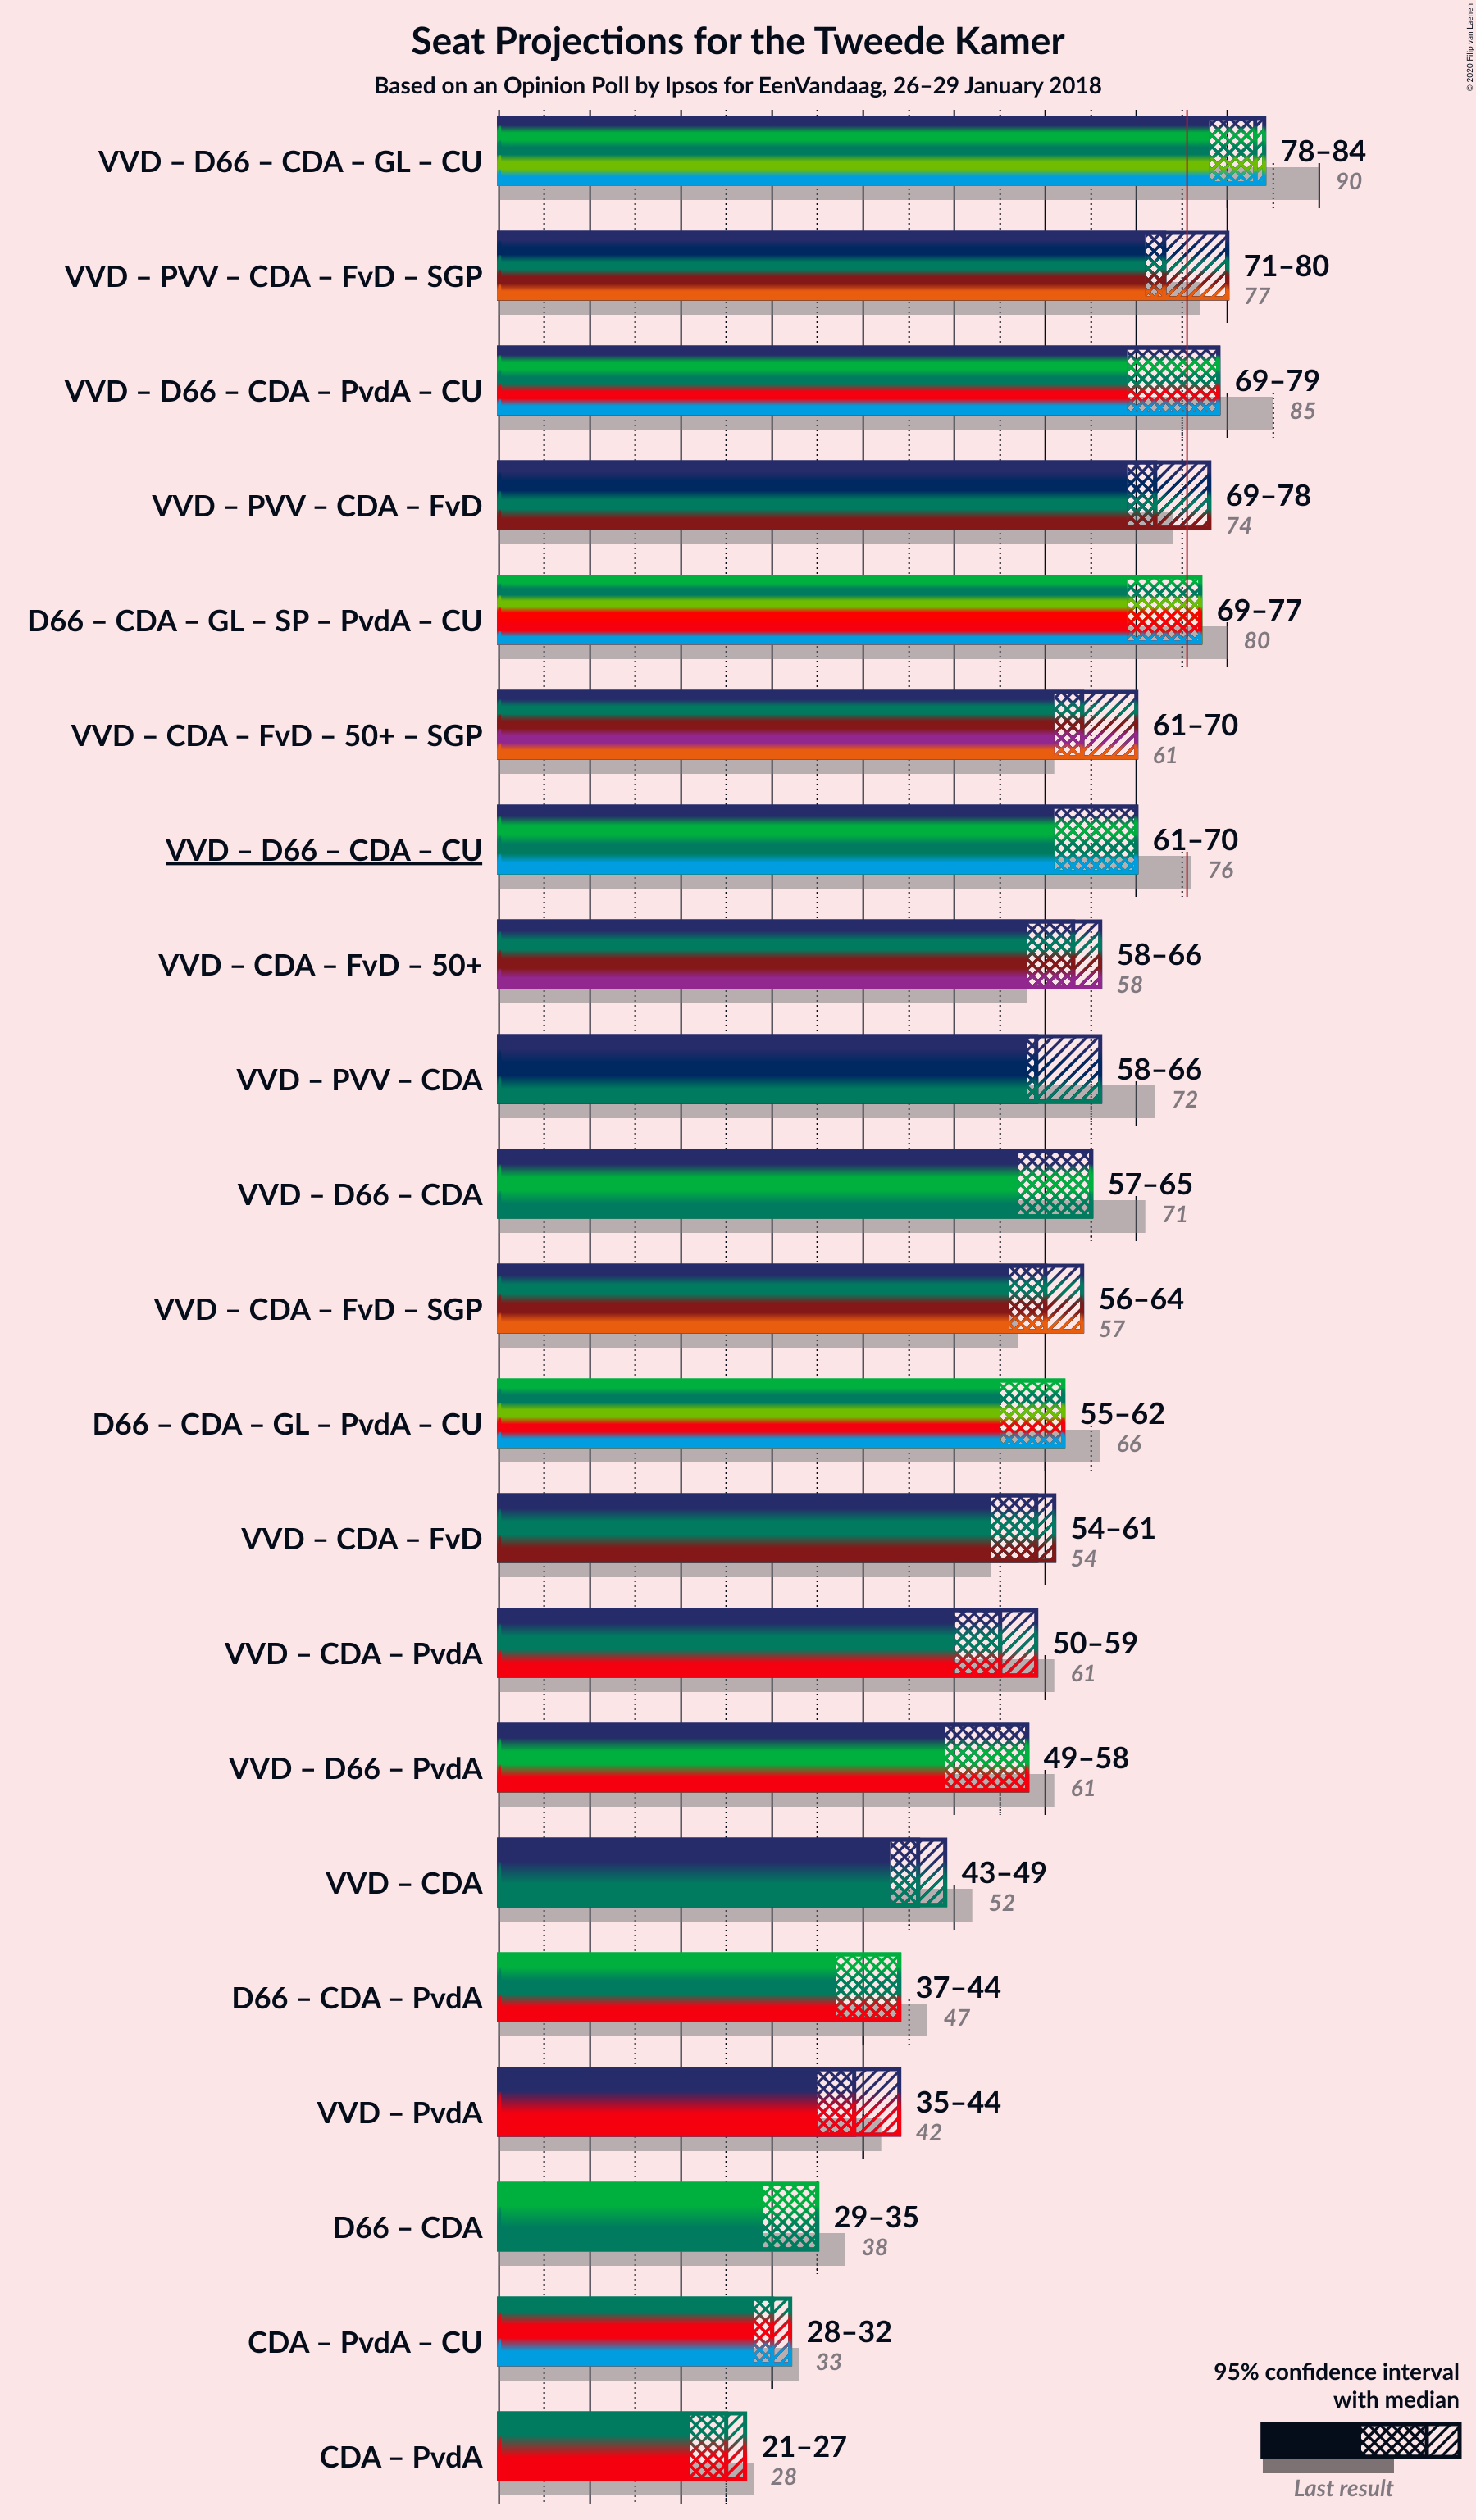 Seat Projections for the Tweede Kamer
Based on an Opinion Poll by Ipsos for EenVandaag, 26–29 January 2018
© 2020 Filip van Laenen
VVD – D66 – CDA – GL – CU
78–84
90
VVD – PVV – CDA – FvD – SGP
71–80
77
VVD – D66 – CDA – PvdA – CU
69–79
85
VVD – PVV – CDA – FvD
69–78
74
D66 – CDA – GL – SP – PvdA – CU
69–77
80
VVD – CDA – FvD – 50+ – SGP
61–70
61
VVD – D66 – CDA – CU
61–70
76
VVD – CDA – FvD – 50+
58–66
58
VVD – PVV – CDA
58–66
72
VVD – D66 – CDA
57–65
71
VVD – CDA – FvD – SGP
56–64
57
D66 – CDA – GL – PvdA – CU
55–62
66
VVD – CDA – FvD
54–61
54
VVD – CDA – PvdA
50–59
61
VVD – D66 – PvdA
49–58
61
VVD – CDA
43–49
52
D66 – CDA – PvdA
37–44
47
VVD – PvdA
35–44
42
D66 – CDA
29–35
38
CDA – PvdA – CU
28–32
33
CDA – PvdA
21–27
28
95% confidence interval
with median
Last result